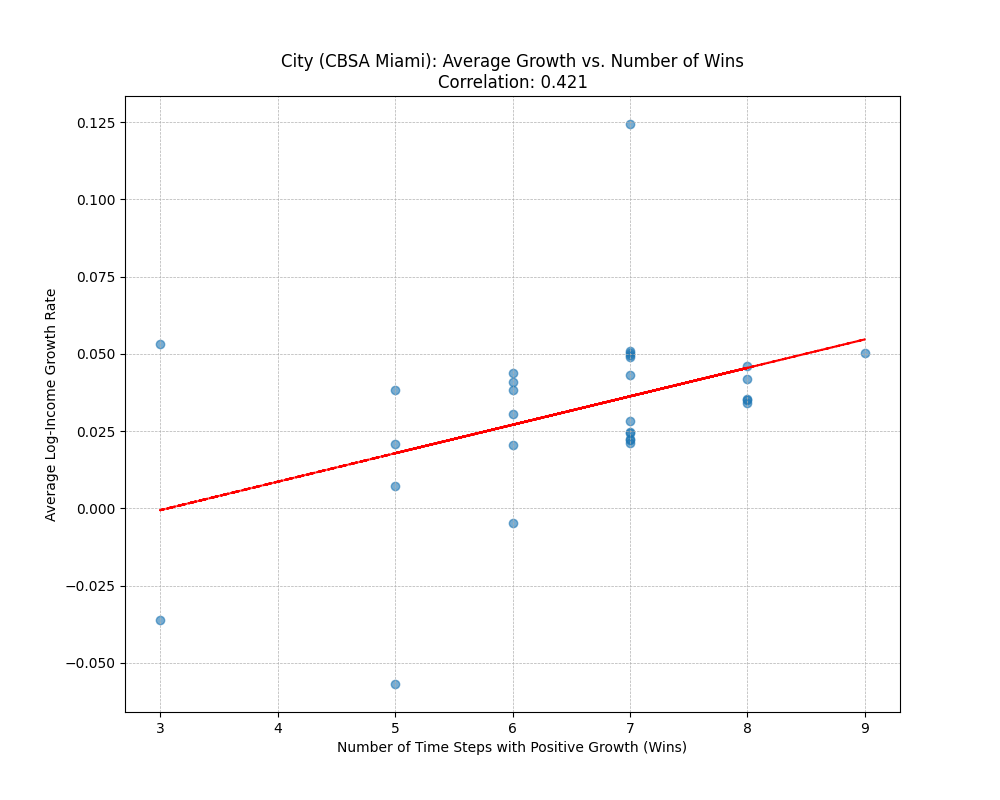 City (CBSA Miami): Average Growth vs. Number of Wins
Correlation: 0.421
0.125
0.100
0.075
0.050
0.025
0.000
−0.025
−0.050
Average Log-Income Growth Rate
3 4 5 6 7 8 9
Number of Time Steps with Positive Growth (Wins)